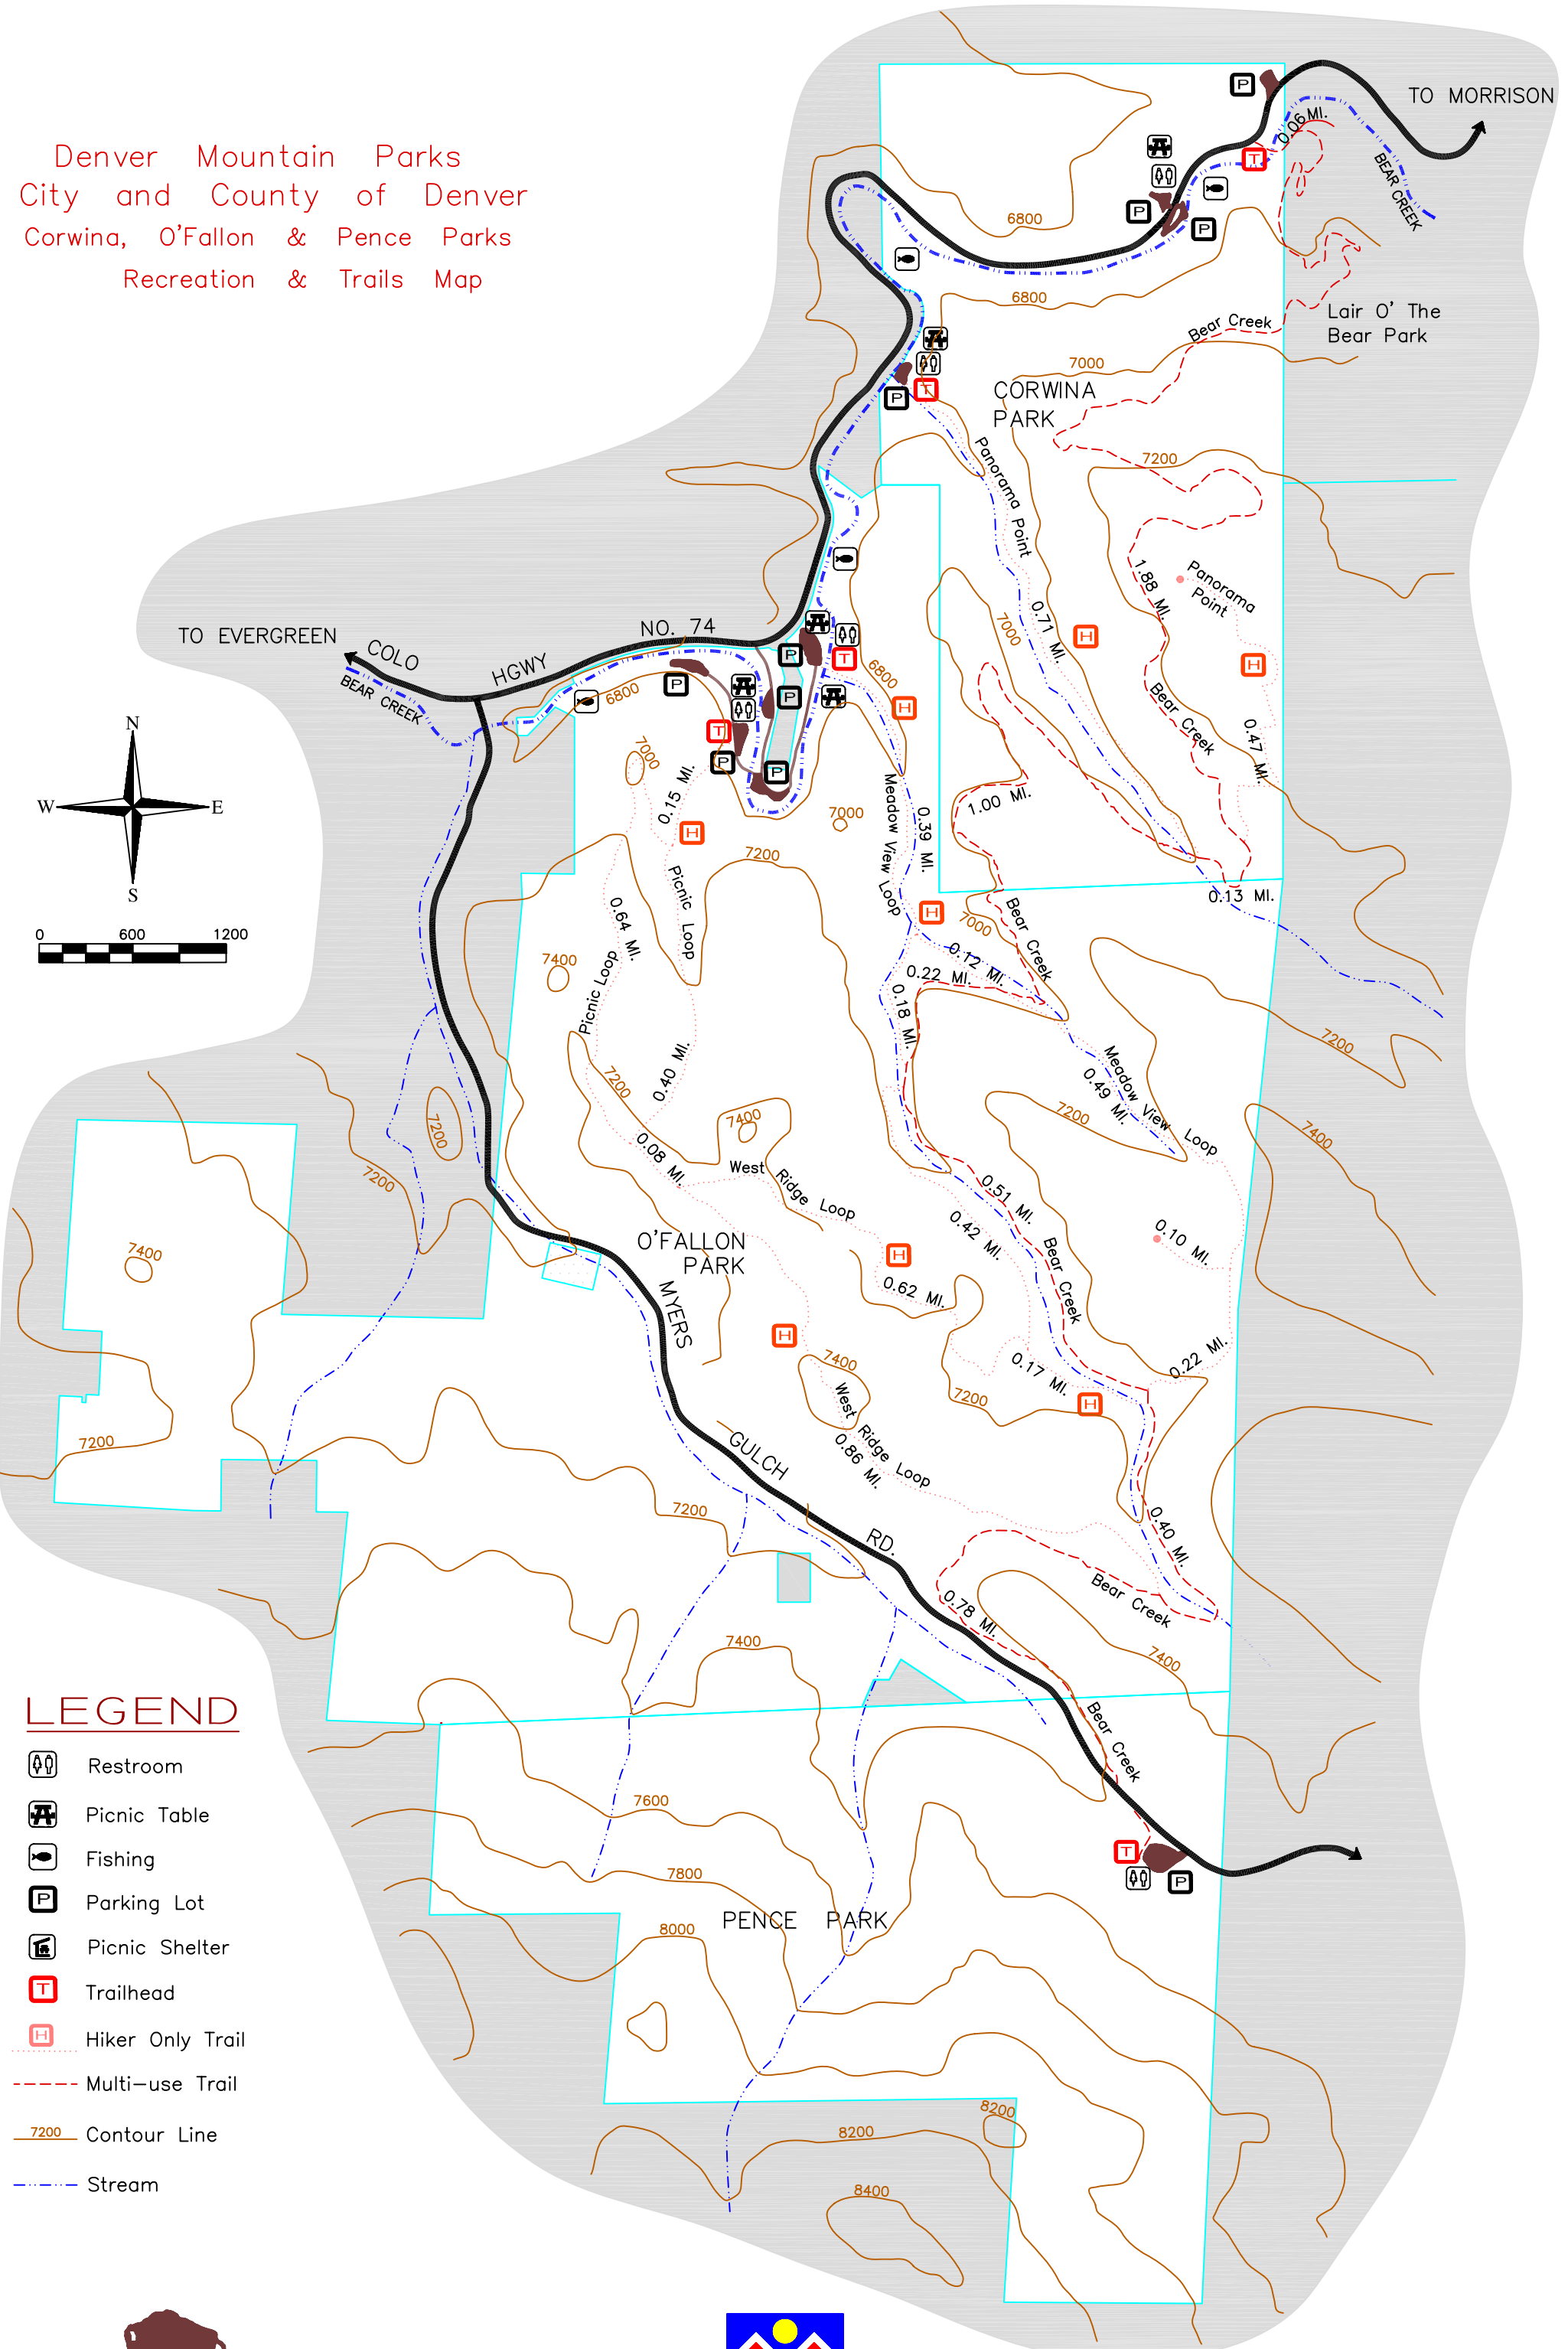 Denver Mountain Parks
City and County of Denver
Corwina, O'Fallon & Pence Parks
Recreation & Trails Map
TO MORRISON
P
0.06 MI.
T
BEAR CREEK
P
P
6800
6800
Lair O' The
Bear Park
Bear Creek
7000
P
T
CORWINA
PARK
Panorama Point
7200
1.88 MI.
Panorama
Point
0.71 MI.
7000
H
H
Bear Creek
0.47 MI.
TO EVERGREEN
COLO
HGWY
NO. 74
BEAR CREEK
6800
P
P
T
P
6800
H
T
P
P
N
W
E
S
0
600
1200
7000
0.15 MI.
H
Picnic Loop
7000
7200
Meadow View Loop
0.39 MI.
1.00 MI.
0.13 MI.
H
7000
Bear Creek
0.12 MI.
0.22 MI.
0.18 MI.
0.64 MI.
Picnic Loop
7400
0.40 MI.
7200
7400
0.08 MI.
West Ridge Loop
7200
7200
Meadow View Loop
0.49 MI.
7200
7200
7400
0.51 MI.
0.42 MI.
Bear Creek
0.10 MI.
O'FALLON
PARK
H
0.62 MI.
7400
MYERS
H
7400
West Ridge Loop
0.86 MI.
0.17 MI.
0.22 MI.
7200
H
7200
GULCH
7200
RD.
0.40 MI.
Bear Creek
0.78 MI.
7400
7400
Bear Creek
7600
7800
T
P
PENCE PARK
8000
8200
8200
8400
LEGEND
Restroom
Picnic Table
Fishing
P Parking Lot
Picnic Shelter
T Trailhead
H Hiker Only Trail
Multi-use Trail
7200 Contour Line
Stream